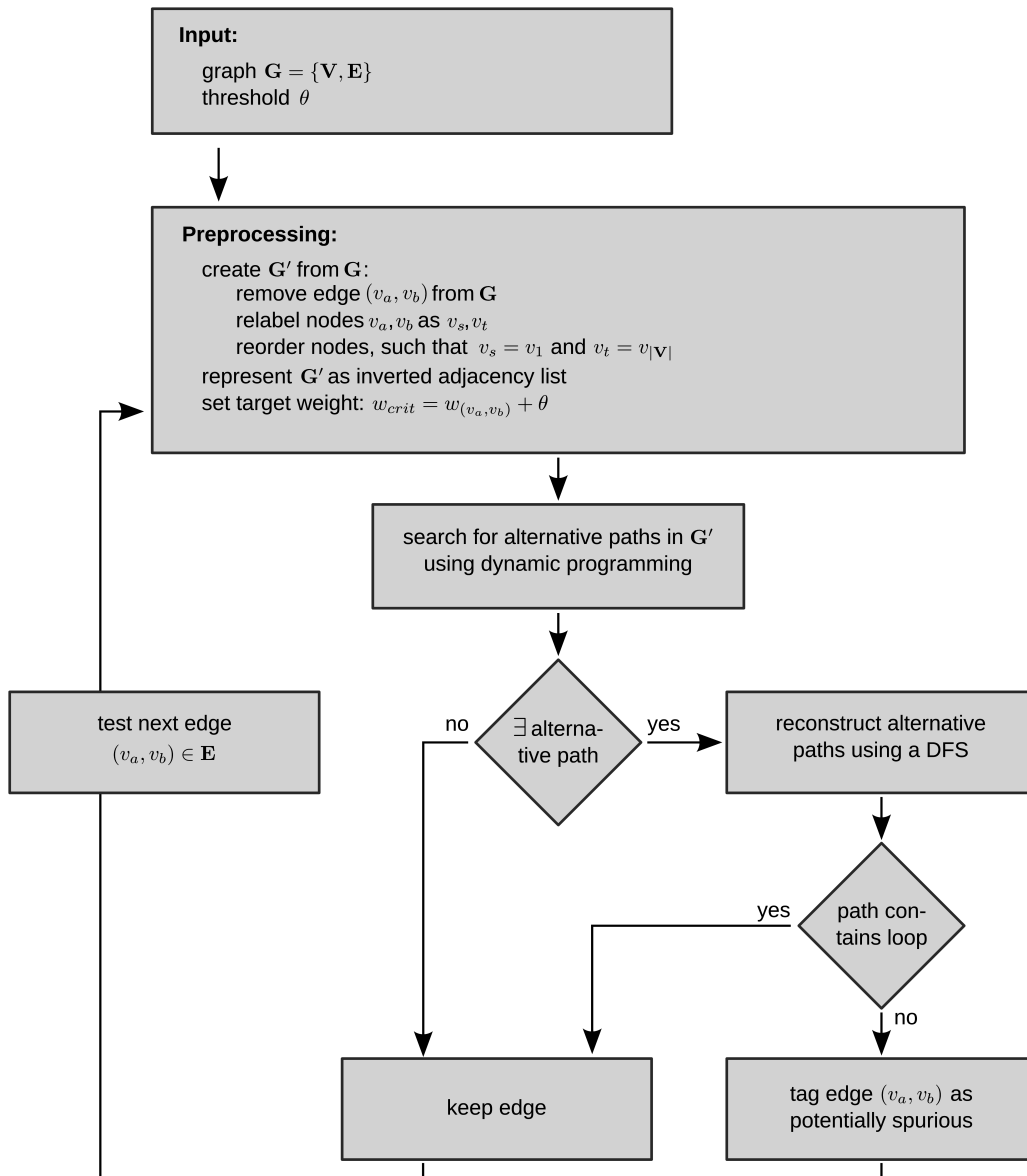 Input:
graph G = {V, E}
threshold θ
Preprocessing:
create G′ from G:
remove edge (v_a, v_b) from G
relabel nodes v_a, v_b as v_s, v_t
reorder nodes, such that v_s = v_1 and v_t = v_|V|
represent G′ as inverted adjacency list
set target weight: w_crit = w_(v_a,v_b) + θ
search for alternative paths in G′
using dynamic programming
test next edge
(v_a, v_b) ∈ E
no
∃ alterna-
tive path
yes
reconstruct alternative
paths using a DFS
yes
path con-
tains loop
no
keep edge
tag edge (v_a, v_b) as
potentially spurious